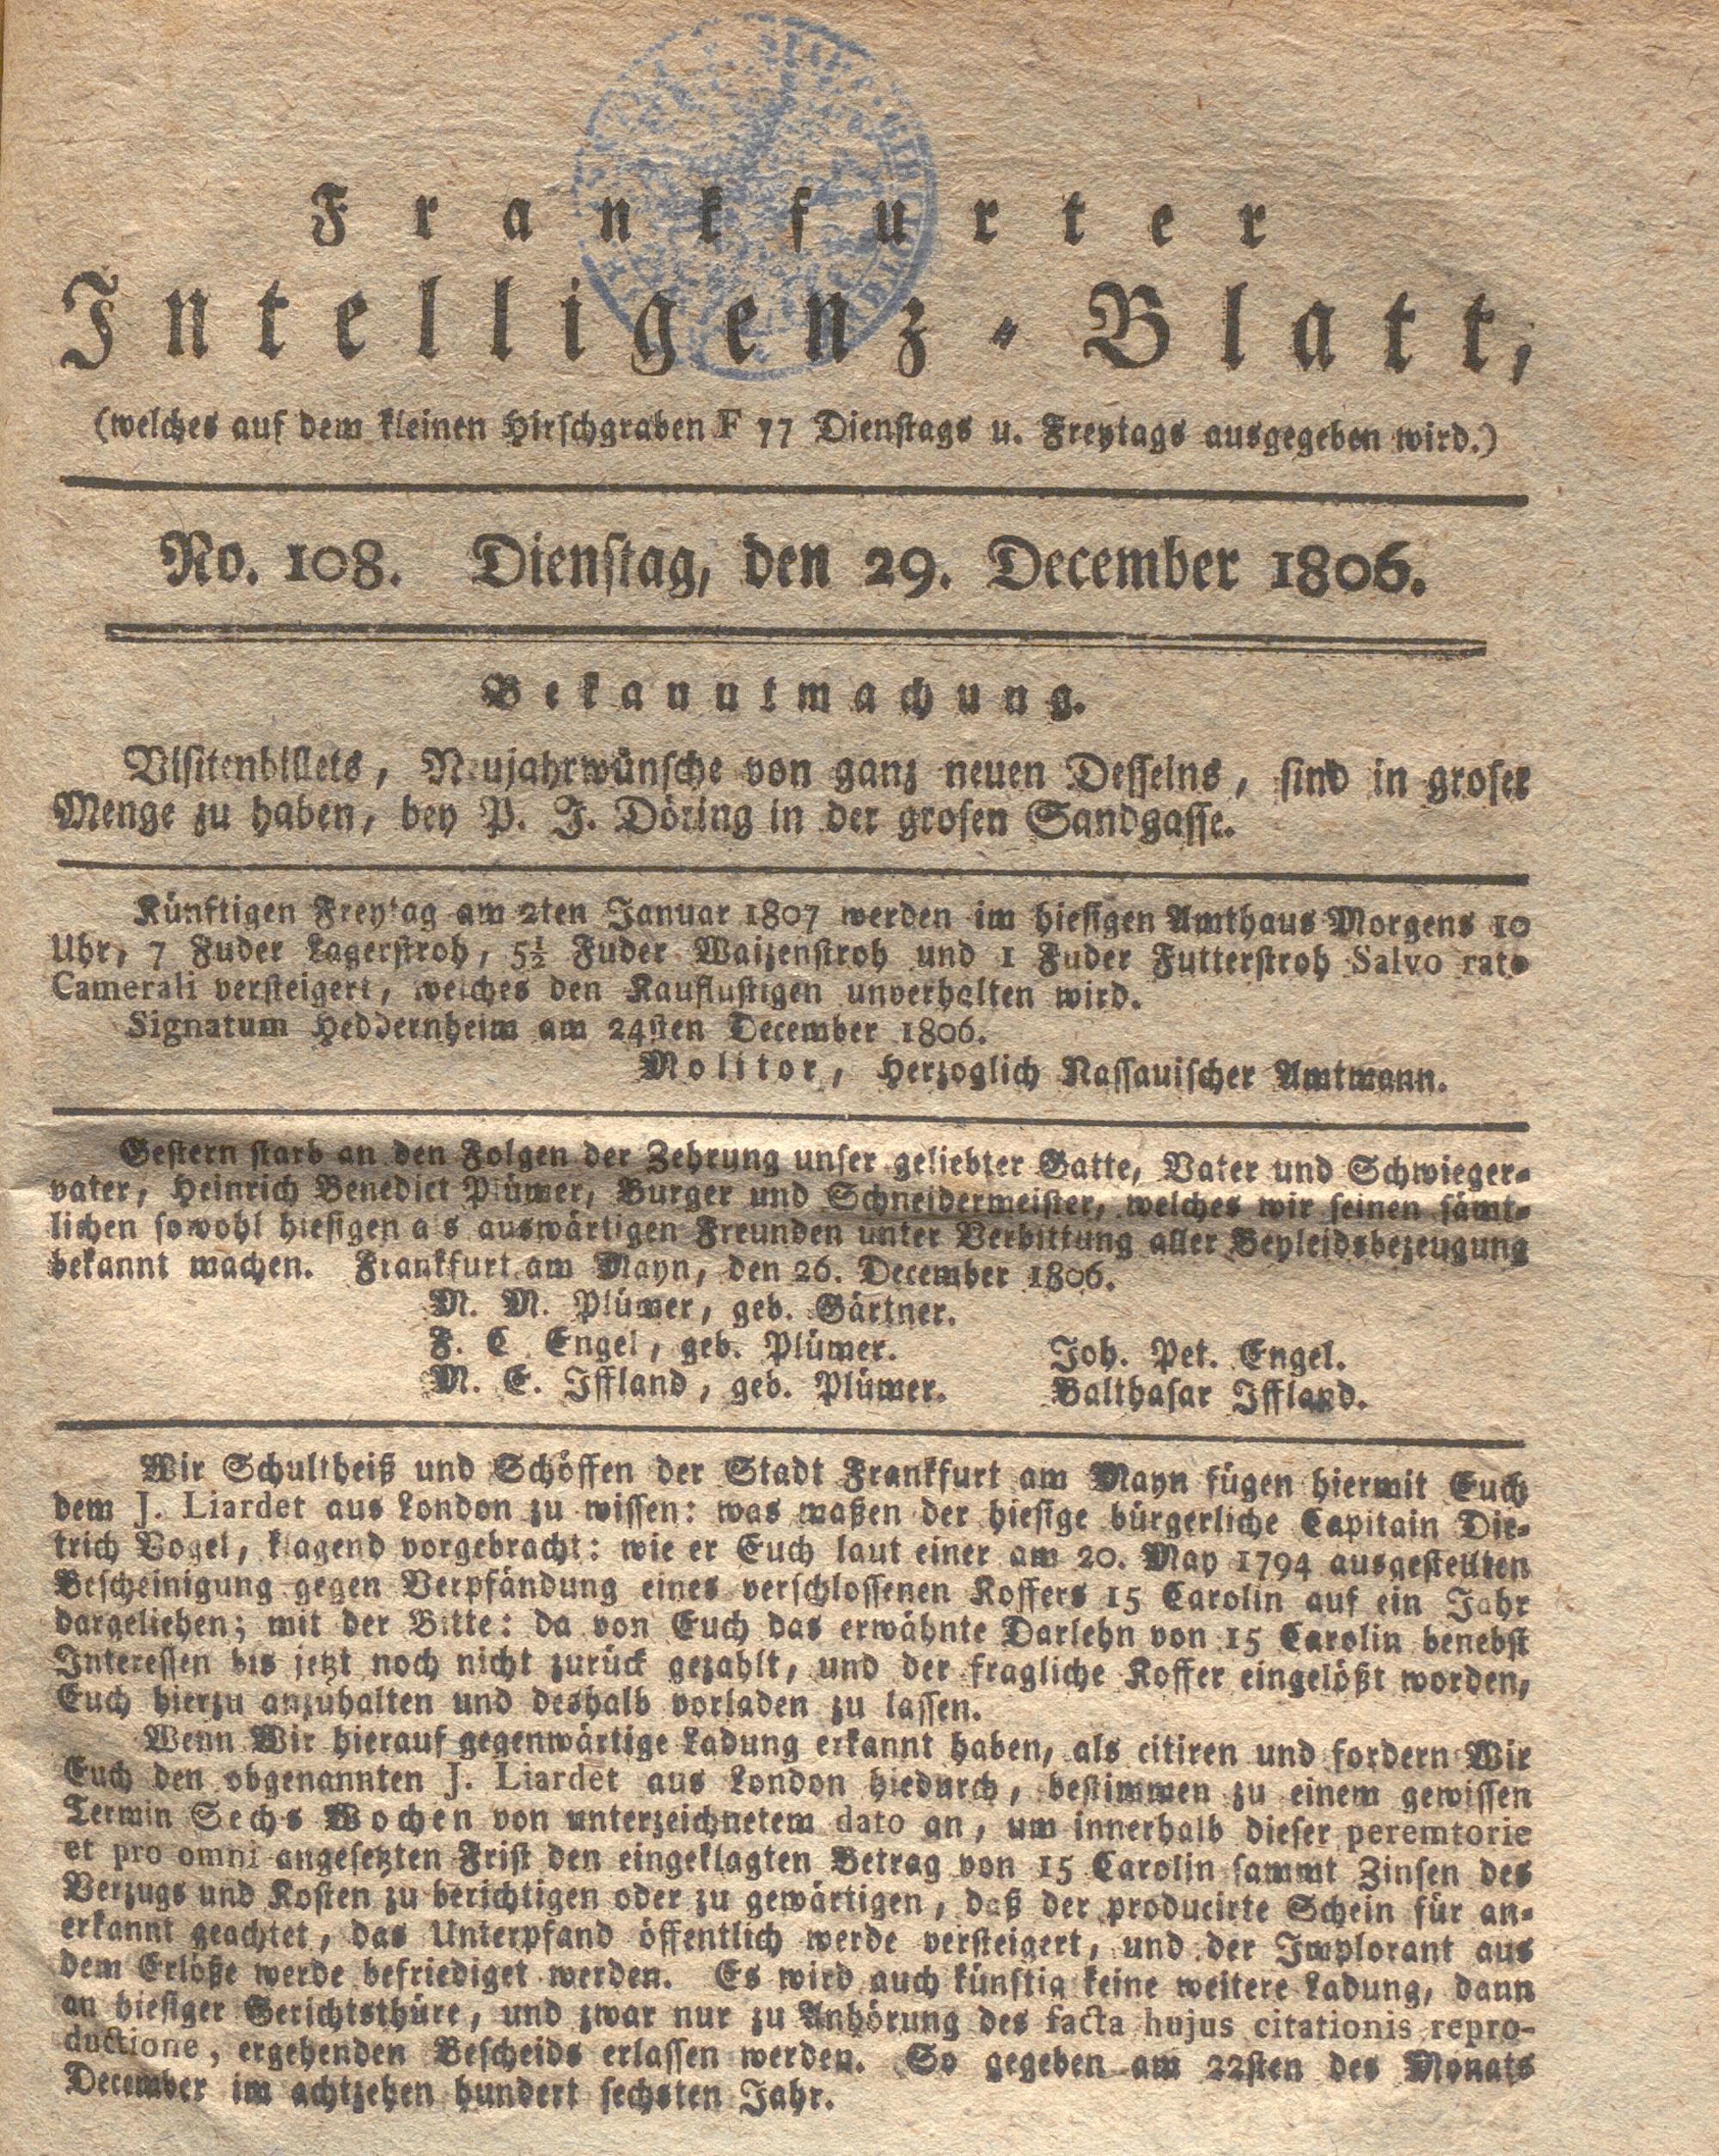 Frankfurter
Intelligenz-Blatt,
(welches auf dem kleinen Hirschgraben F 77 Dienstags u. Freytags ausgegeben wird.)
No. 108. Dienstag, den 29. December 1806.
Bekanntmachung.
Visitenbillets, Neujahrwünsche von ganz neuen Desseins, sind in groser
Menge zu haben, bey P. J. Döring in der grosen Sandgasse.
Künftigen Freytag am 2ten Januar 1807 werden im hiesigen Amthaus Morgens 10
Uhr, 7 Fuder Lagerstroh, 5½ Fuder Waizenstroh und 1 Fuder Futterstroh Salvo rato
Camerali versteigert, welches den Kauflustigen unverhalten wird.
Signatum Heddernheim am 24sten December 1806.
Molitor, Herzoglich Nassauischer Amtmann.
Gestern starb an den Folgen der Zehrung unser geliebter Gatte, Vater und Schwieger-
vater, Heinrich Benedict Plümer, Burger und Schneidermeister, welches wir seinen sämt-
lichen sowohl hiesigen als auswärtigen Freunden unter Verbittung aller Beyleidsbezeugung
bekannt machen. Frankfurt am Mayn, den 26. December 1806.
M. M. Plümer, geb. Gärtner.
F. C. Engel, geb. Plümer. Joh. Pet. Engel.
M. E. Iffland, geb. Plümer. Balthasar Iffland.
Wir Schultheiß und Schöffen der Stadt Frankfurt am Mayn fügen hiermit Euch
dem J. Liardet aus London zu wissen: was maßen der hiesige bürgerliche Capitain Die-
trich Vogel, klagend vorgebracht: wie er Euch laut einer am 20. May 1794 ausgestellten
Bescheinigung gegen Verpfändung eines verschlossenen Koffers 15 Carolin auf ein Jahr
dargeliehen; mit der Bitte: da von Euch das erwähnte Darlehn von 15 Carolin benebst
Interessen bis jetzt noch nicht zurück gezahlt, und der fragliche Koffer eingelößt worden,
Euch hierzu anzuhalten und deshalb vorladen zu lassen.
Wenn Wir hierauf gegenwärtige Ladung erkannt haben, als citiren und fordern Wir
Euch den obgenannten J. Liardet aus London hiedurch, bestimmen zu einem gewissen
Termin Sechs Wochen von unterzeichnetem dato an, um innerhalb dieser peremtorie
et pro omni angesetzten Frist den eingeklagten Betrag von 15 Carolin sammt Zinsen des
Verzugs und Kosten zu berichtigen oder zu gewärtigen, daß der producirte Schein für an-
erkannt geachtet, das Unterpfand öffentlich werde versteigert, und der Implorant aus
dem Erlöße werde befriediget werden. Es wird auch künftig keine weitere Ladung, dann
an hiesiger Gerichtsthüre, und zwar nur zu Anhörung des facta hujus citationis repro-
ductione, ergehenden Bescheids erlassen werden. So gegeben am 22sten des Monats
December im achtzehen hundert sechsten Jahr.